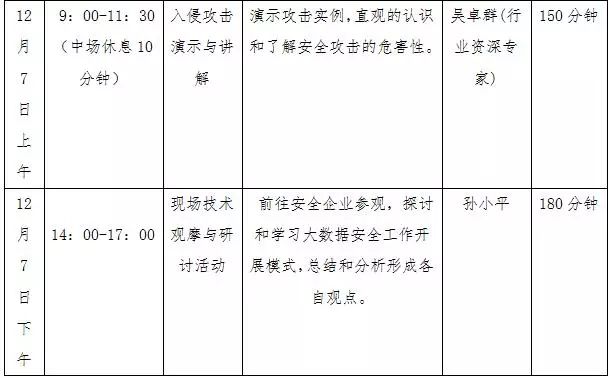 12月7日上午
9：00-11：30
（中场休息10
分钟）
入侵攻击
演示与讲
解
演示攻击实例,直观的认识
和了解安全攻击的危害性。
吴卓群(行
业资深专
家)
150分钟
12月7日下午
14：00-17：00
现场技术
观摩与研
讨活动
前往安全企业参观，探讨
和学习大数据安全工作开
展模式,总结和分析形成各
自观点。
孙小平
180分钟